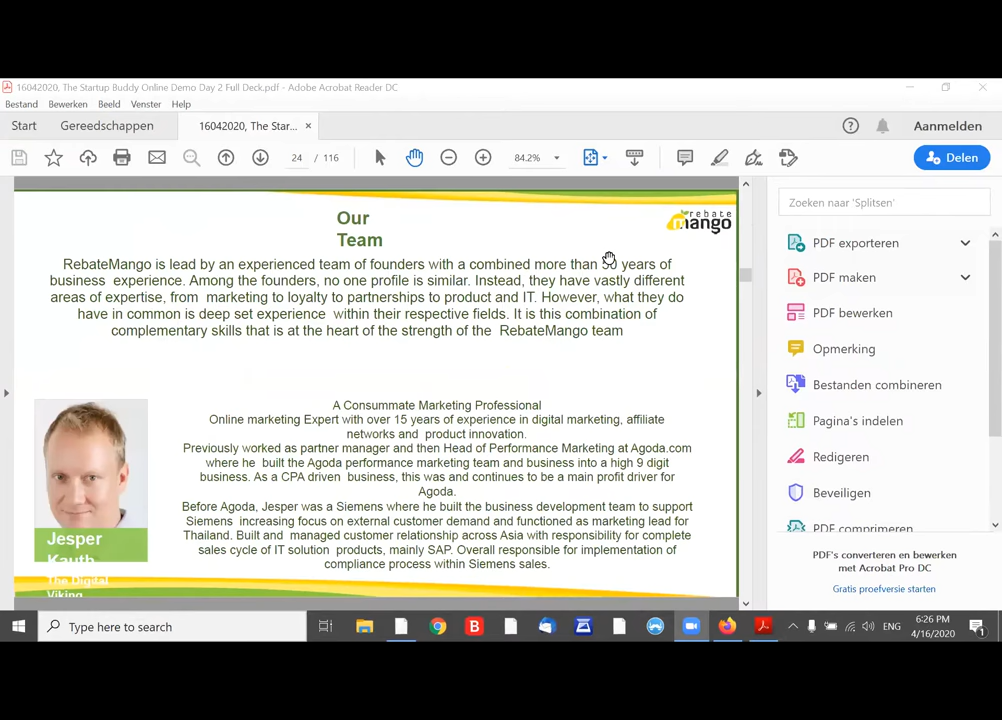 16042020, The Startup Buddy Online Demo Day 2 Full Deck.pdf - Adobe Acrobat Reader DC
Bestand Bewerken Beeld Venster Help
Start Gereedschappen 16042020, The Star... × Aanmelden
24 / 116 84.2% Delen
Our
Team
rebate
mango
RebateMango is lead by an experienced team of founders with a combined more than years of
business experience. Among the founders, no one profile is similar. Instead, they have vastly different
areas of expertise, from marketing to loyalty to partnerships to product and IT. However, what they do
have in common is deep set experience within their respective fields. It is this combination of
complementary skills that is at the heart of the strength of the RebateMango team
A Consummate Marketing Professional
Online marketing Expert with over 15 years of experience in digital marketing, affiliate
networks and product innovation.
Previously worked as partner manager and then Head of Performance Marketing at Agoda.com
where he built the Agoda performance marketing team and business into a high 9 digit
business. As a CPA driven business, this was and continues to be a main profit driver for
Agoda.
Before Agoda, Jesper was a Siemens where he built the business development team to support
Siemens increasing focus on external customer demand and functioned as marketing lead for
Thailand. Built and managed customer relationship across Asia with responsibility for complete
sales cycle of IT solution products, mainly SAP. Overall responsible for implementation of
compliance process within Siemens sales.
Jesper
Kauth
The Digital
Viking
Zoeken naar 'Splitsen'
PDF exporteren
PDF maken
PDF bewerken
Opmerking
Bestanden combineren
Pagina's indelen
Redigeren
Beveiligen
PDF comprimeren
PDF's converteren en bewerken
met Acrobat Pro DC
Gratis proefversie starten
Type here to search
ENG
6:26 PM
4/16/2020